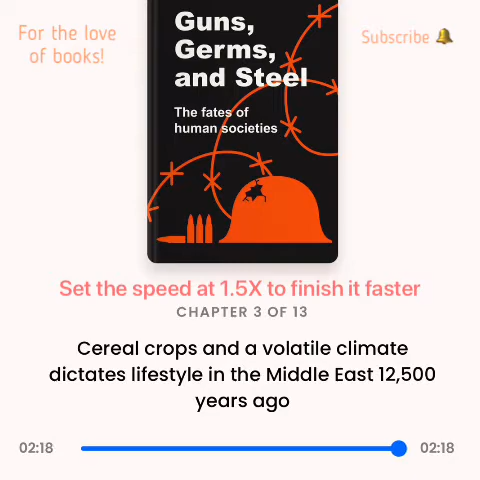 For the love
of books!
Subscribe 🔔
Guns,
Germs,
and Steel
The fates of
human societies
Set the speed at 1.5X to finish it faster
CHAPTER 3 OF 13
Cereal crops and a volatile climate
dictates lifestyle in the Middle East 12,500
years ago
02:18
02:18